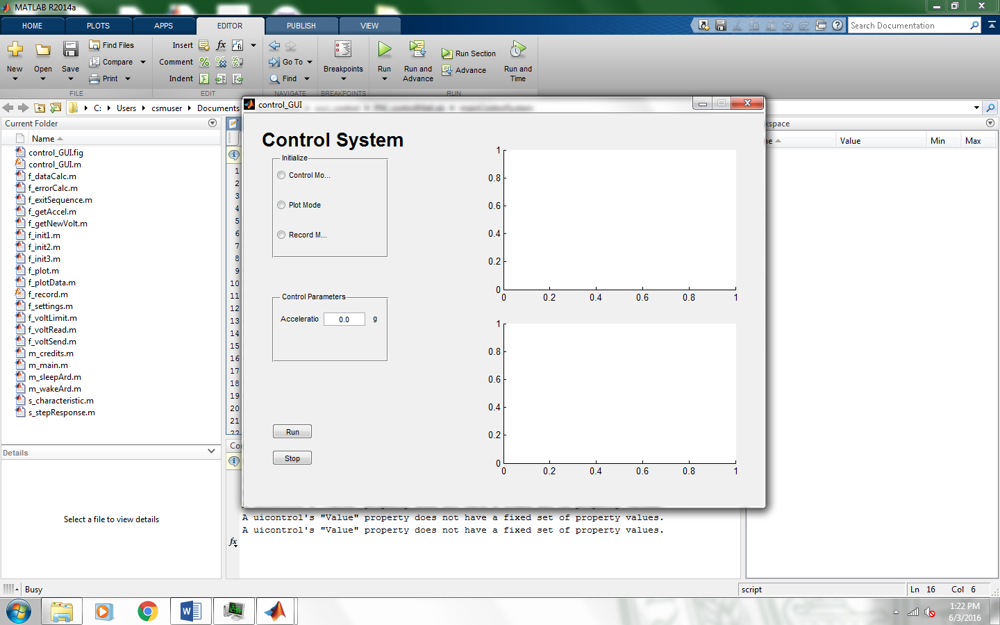 MATLAB R2014a
HOME PLOTS APPS EDITOR PUBLISH VIEW
Search Documentation
New Open Save Find Files Compare Print
Insert Comment Indent
Go To Find
Breakpoints
Run Run and Advance Run Section Advance Run and Time
FILE EDIT NAVIGATE BREAKPOINTS RUN
C: Users csmuser Documents
Current Folder
Name
control_GUI.fig
control_GUI.m
f_dataCalc.m
f_errorCalc.m
f_exitSequence.m
f_getAccel.m
f_getNewVolt.m
f_init1.m
f_init2.m
f_init3.m
f_plot.m
f_plotData.m
f_record.m
f_settings.m
f_voltLimit.m
f_voltRead.m
f_voltSend.m
m_credits.m
m_main.m
m_sleepArd.m
m_wakeArd.m
s_characteristic.m
s_stepResponse.m
Details
Select a file to view details
1
2
3
4
5
6
7
8
9
10
11
12
13
14
15
16
17
18
19
20
21
22
control_GUI
Control System
Initialize
Control Mo...
Plot Mode
Record M...
Control Parameters
Acceleratio 0.0 g
Run
Stop
1
0.8
0.6
0.4
0.2
0
0 0.2 0.4 0.6 0.8 1
1
0.8
0.6
0.4
0.2
0
0 0.2 0.4 0.6 0.8 1
Value Min Max
A uicontrol's "Value" property does not have a fixed set of property values.
A uicontrol's "Value" property does not have a fixed set of property values.
fx
Busy
script
Ln 16 Col 6
1:22 PM
6/3/2016